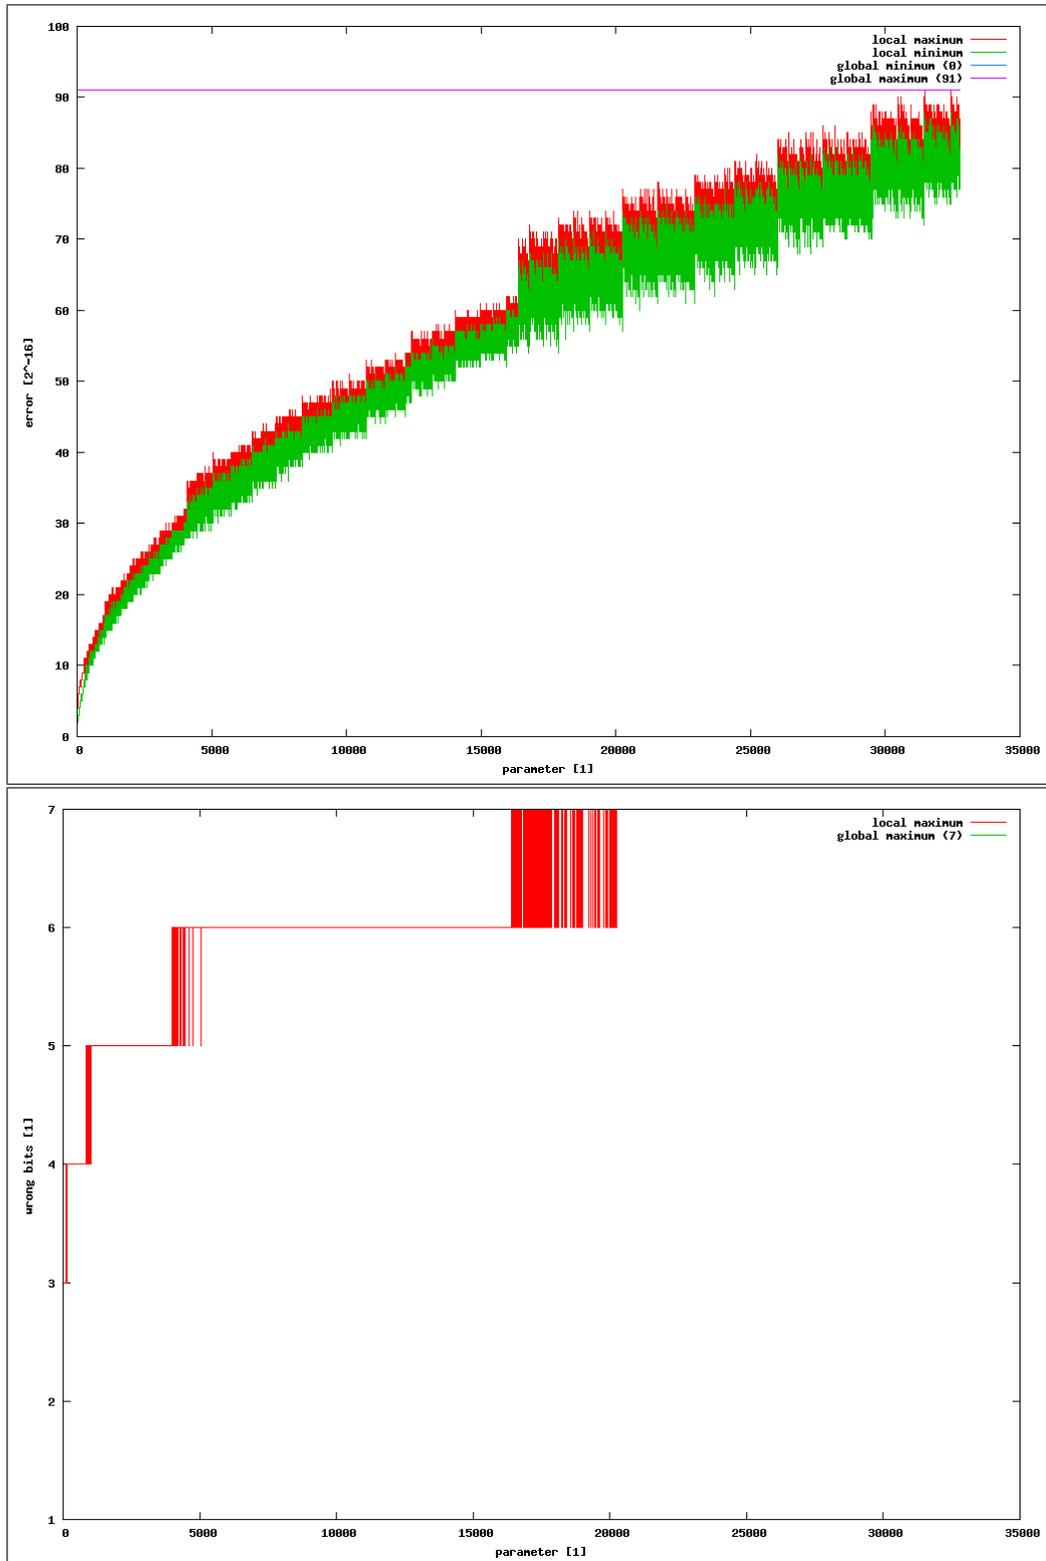 100
90
80
70
60
50
40
30
20
10
0
error [2^-16]
local maximum
local minimum
global minimum (0)
global maximum (91)
0 5000 10000 15000 20000 25000 30000 35000
parameter [1]
7
6
5
4
3
2
1
wrong bits [1]
local maximum
global maximum (7)
0 5000 10000 15000 20000 25000 30000 35000
parameter [1]